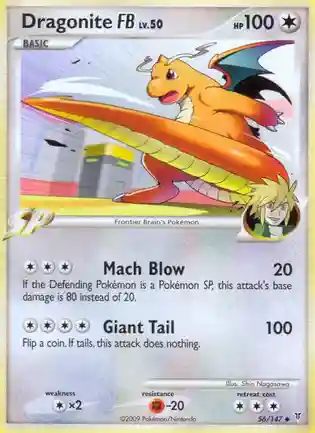 Dragonite FB LV.50 HP 100
BASIC
Frontier Brain's Pokémon
Mach Blow 20
If the Defending Pokémon is a Pokémon SP, this attack's base
damage is 80 instead of 20.
Giant Tail 100
Flip a coin. If tails, this attack does nothing.
Illus. Shin Nagasawa
weakness resistance retreat cost
×2 -20
©2009 Pokémon/Nintendo 56/147